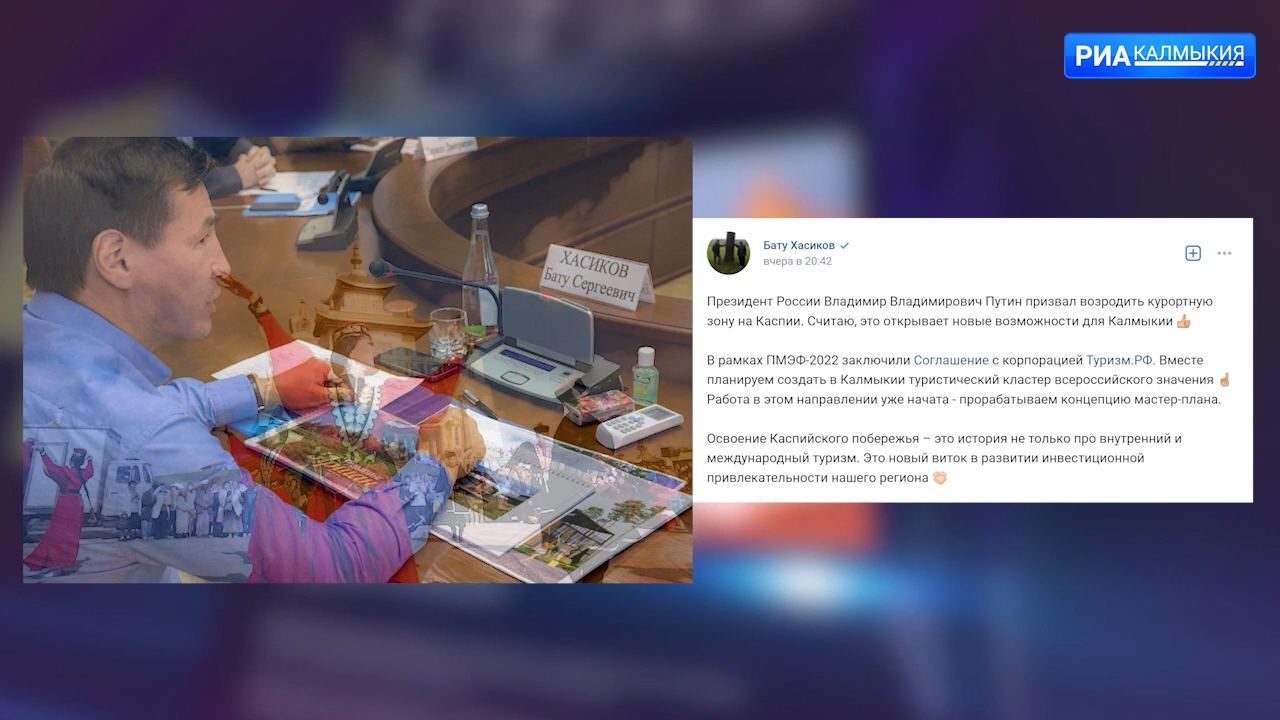 РИА КАЛМЫКИЯ
ХАСИКОВ
Бату Сергеевич
Бату Хасиков
вчера в 20:42
Президент России Владимир Владимирович Путин призвал возродить курортную
зону на Каспии. Считаю, это открывает новые возможности для Калмыкии 👍🏼
В рамках ПМЭФ-2022 заключили Соглашение с корпорацией Туризм.РФ. Вместе
планируем создать в Калмыкии туристический кластер всероссийского значения ☝🏼
Работа в этом направлении уже начата - прорабатываем концепцию мастер-плана.
Освоение Каспийского побережья – это история не только про внутренний и
международный туризм. Это новый виток в развитии инвестиционной
привлекательности нашего региона 🤝🏼